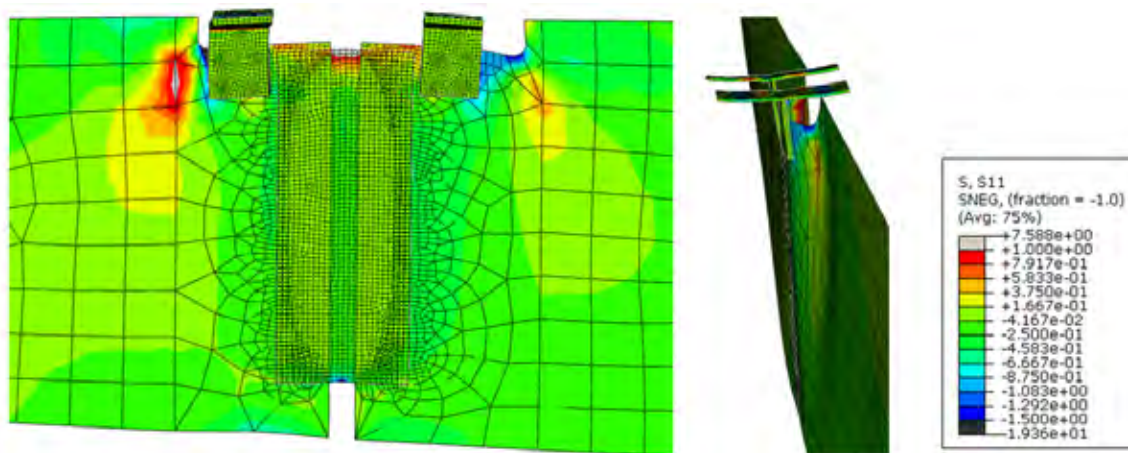 S, S11
SNEG, (fraction = -1.0)
(Avg: 75%)
+7.588e+00
+1.000e+00
+7.917e-01
+5.833e-01
+3.750e-01
+1.667e-01
-4.167e-02
-2.500e-01
-4.583e-01
-6.667e-01
-8.750e-01
-1.083e+00
-1.292e+00
-1.500e+00
-1.936e+01